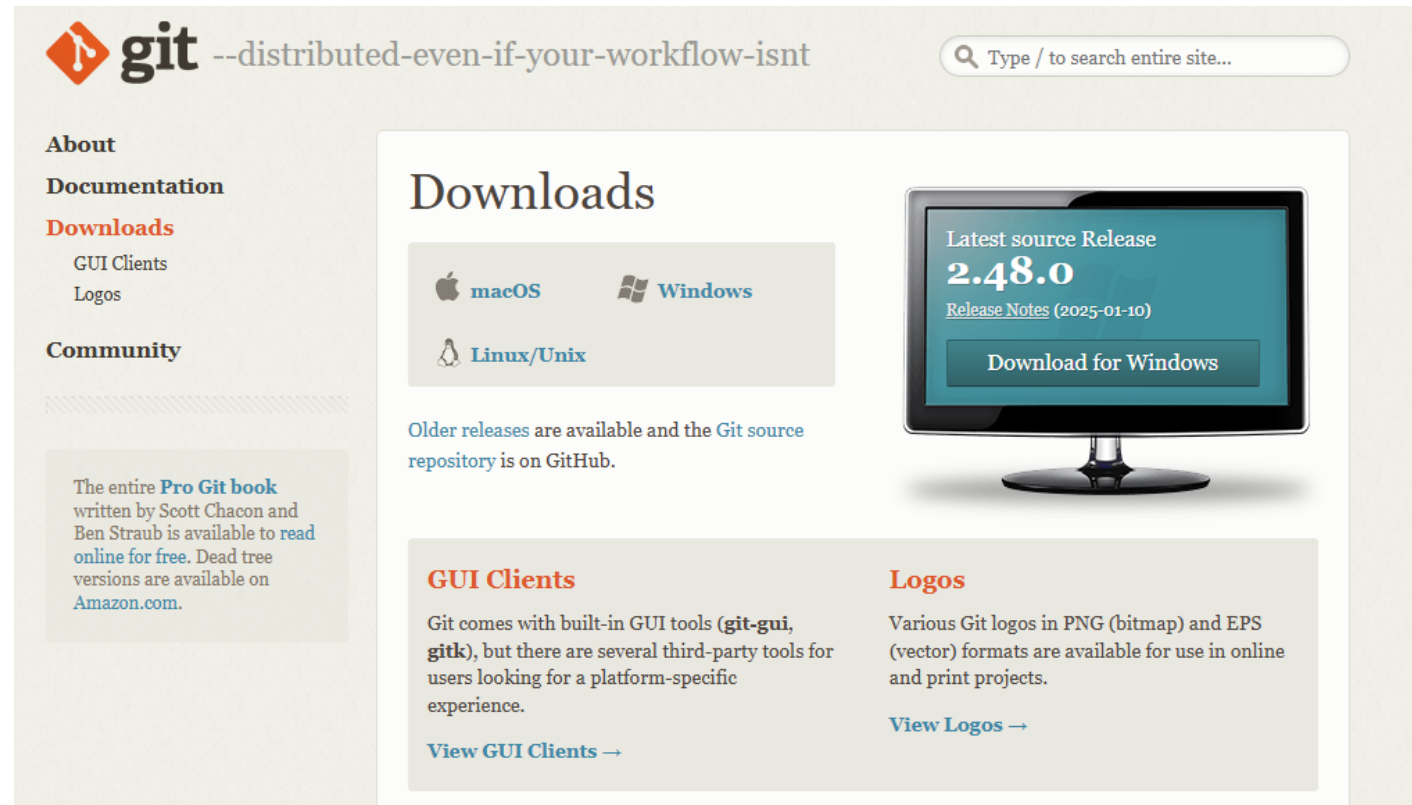 git --distributed-even-if-your-workflow-isnt
Type / to search entire site...
About
Documentation
Downloads
GUI Clients
Logos
Community
The entire Pro Git book
written by Scott Chacon and
Ben Straub is available to read
online for free. Dead tree
versions are available on
Amazon.com.
Downloads
macOS
Windows
Linux/Unix
Older releases are available and the Git source
repository is on GitHub.
Latest source Release
2.48.0
Release Notes (2025-01-10)
Download for Windows
GUI Clients
Git comes with built-in GUI tools (git-gui,
gitk), but there are several third-party tools for
users looking for a platform-specific
experience.
View GUI Clients →
Logos
Various Git logos in PNG (bitmap) and EPS
(vector) formats are available for use in online
and print projects.
View Logos →